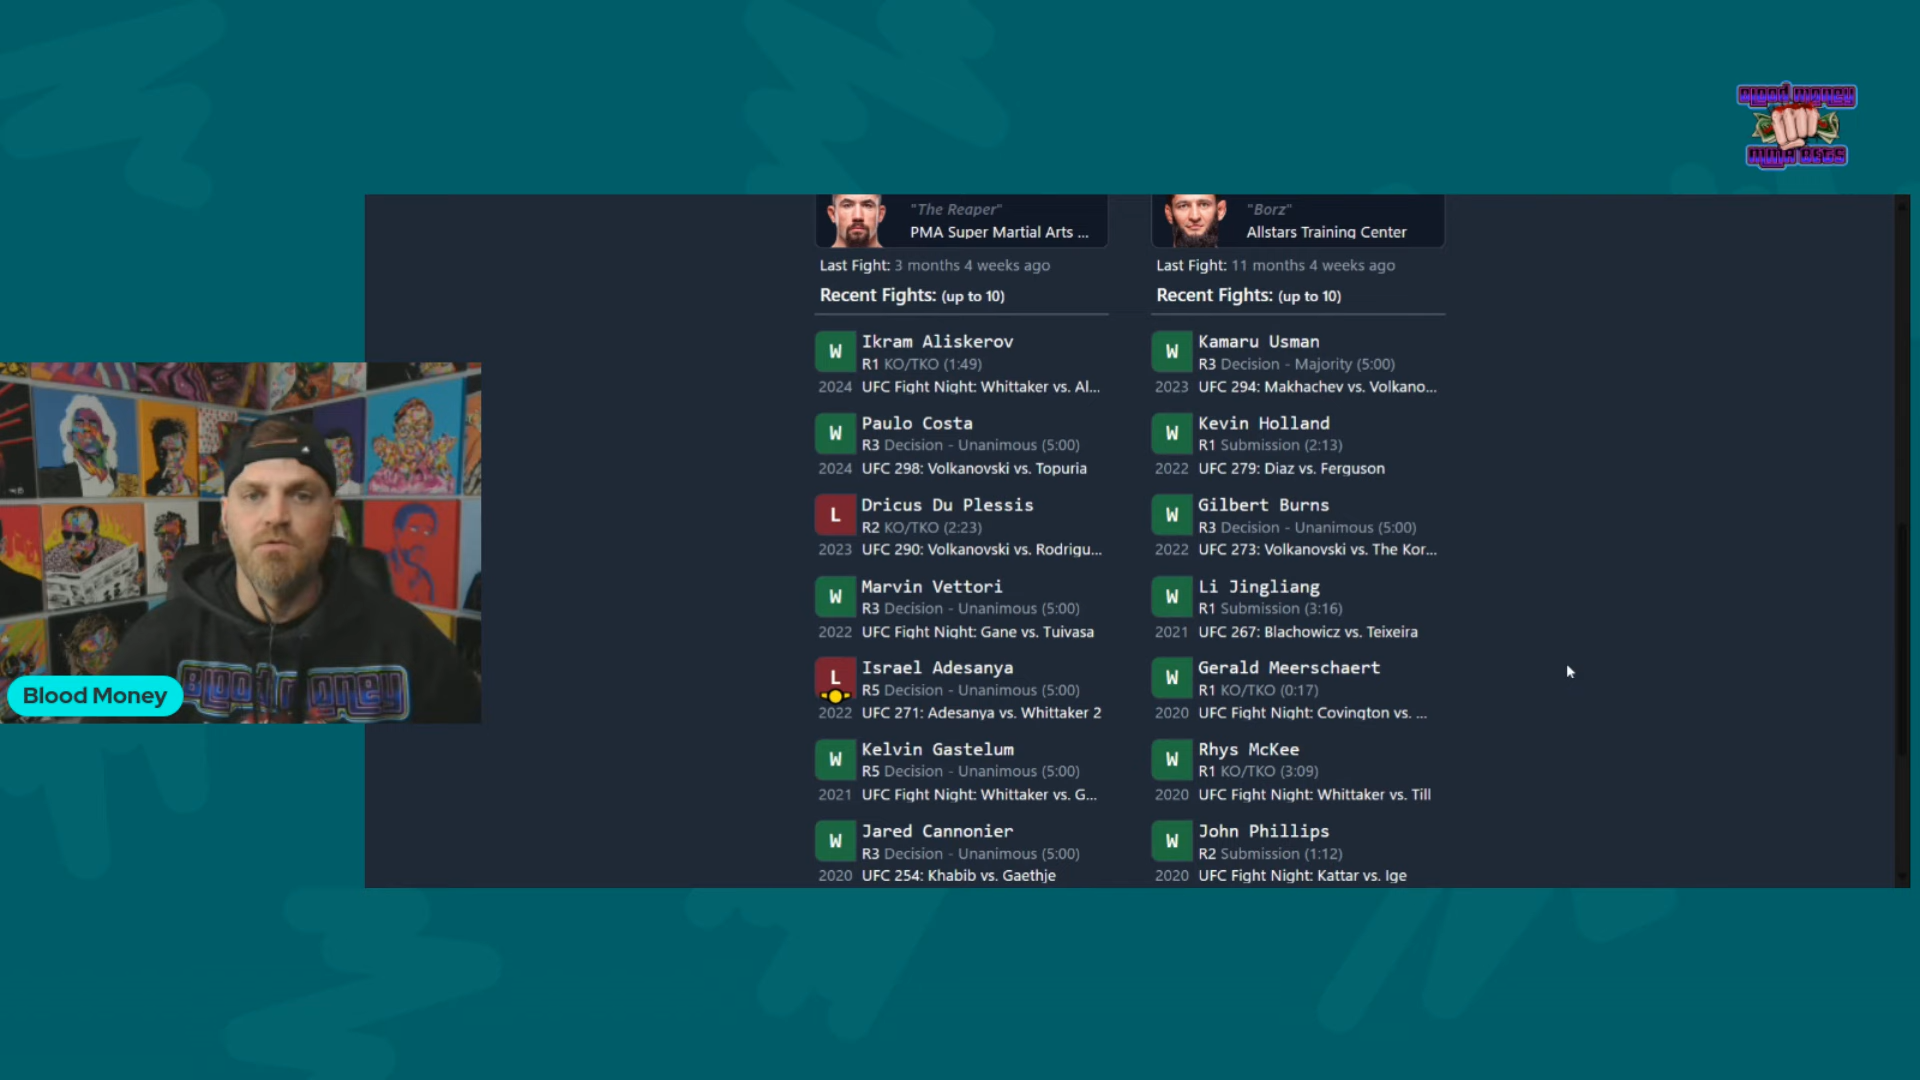 BLOOD MONEY
MMA BETS
"The Reaper"
PMA Super Martial Arts ...
Last Fight: 3 months 4 weeks ago
Recent Fights: (up to 10)
W Ikram Aliskerov
R1 KO/TKO (1:49)
2024 UFC Fight Night: Whittaker vs. Al...
W Paulo Costa
R3 Decision - Unanimous (5:00)
2024 UFC 298: Volkanovski vs. Topuria
L Dricus Du Plessis
R2 KO/TKO (2:23)
2023 UFC 290: Volkanovski vs. Rodrigu...
W Marvin Vettori
R3 Decision - Unanimous (5:00)
2022 UFC Fight Night: Gane vs. Tuivasa
L Israel Adesanya
R5 Decision - Unanimous (5:00)
2022 UFC 271: Adesanya vs. Whittaker 2
W Kelvin Gastelum
R5 Decision - Unanimous (5:00)
2021 UFC Fight Night: Whittaker vs. G...
W Jared Cannonier
R3 Decision - Unanimous (5:00)
2020 UFC 254: Khabib vs. Gaethje
"Borz"
Allstars Training Center
Last Fight: 11 months 4 weeks ago
Recent Fights: (up to 10)
W Kamaru Usman
R3 Decision - Majority (5:00)
2023 UFC 294: Makhachev vs. Volkano...
W Kevin Holland
R1 Submission (2:13)
2022 UFC 279: Diaz vs. Ferguson
W Gilbert Burns
R3 Decision - Unanimous (5:00)
2022 UFC 273: Volkanovski vs. The Kor...
W Li Jingliang
R1 Submission (3:16)
2021 UFC 267: Blachowicz vs. Teixeira
W Gerald Meerschaert
R1 KO/TKO (0:17)
2020 UFC Fight Night: Covington vs. ...
W Rhys McKee
R1 KO/TKO (3:09)
2020 UFC Fight Night: Whittaker vs. Till
W John Phillips
R2 Submission (1:12)
2020 UFC Fight Night: Kattar vs. Ige
BLOOD MONEY
Blood Money